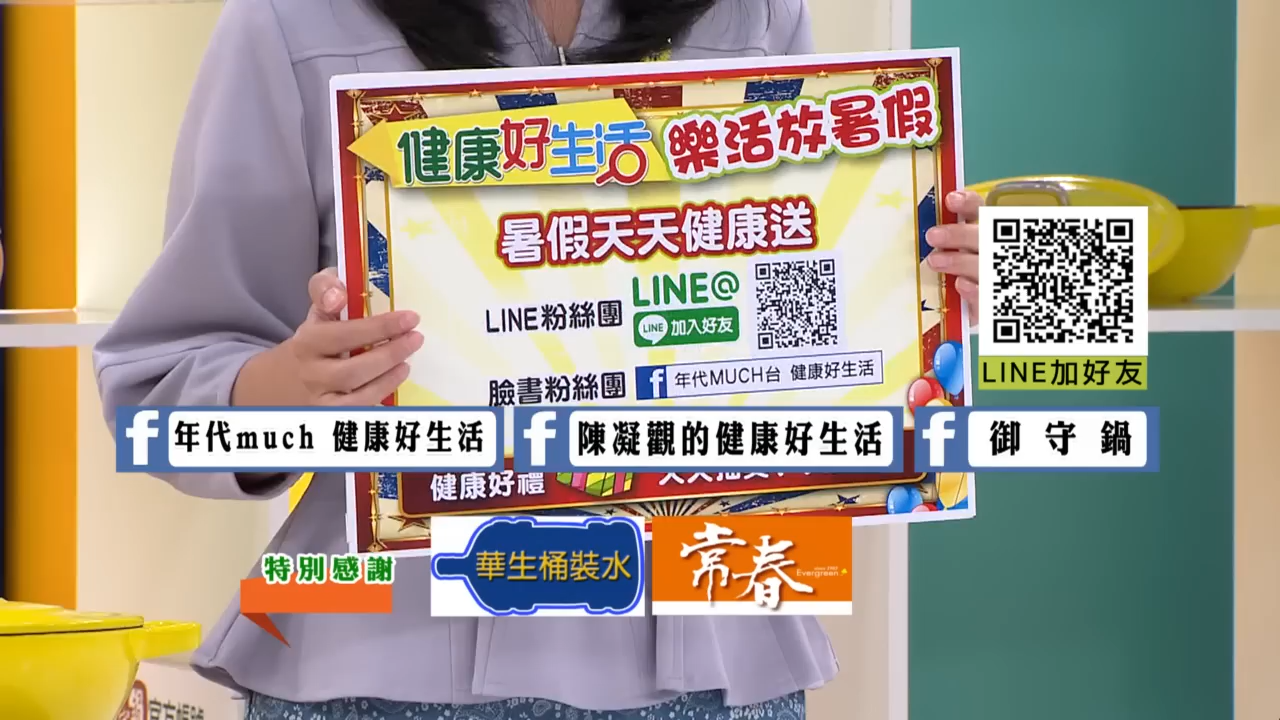 健康好生活 樂活放暑假
暑假天天健康送
LINE粉絲團 LINE@
LINE 加入好友
臉書粉絲團 f 年代MUCH台 健康好生活
LINE加好友
f 年代much 健康好生活
f 陳凝觀的健康好生活
f 御守鍋
健康好禮
特別感謝
華生桶裝水
常春
Evergreen